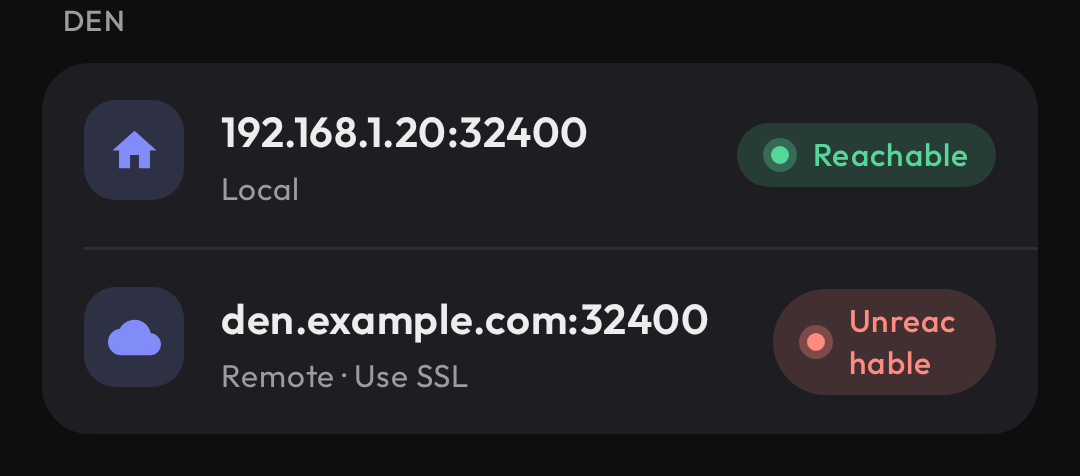 DEN
192.168.1.20:32400
Local
Reachable
den.example.com:32400
Remote · Use SSL
Unreac
hable